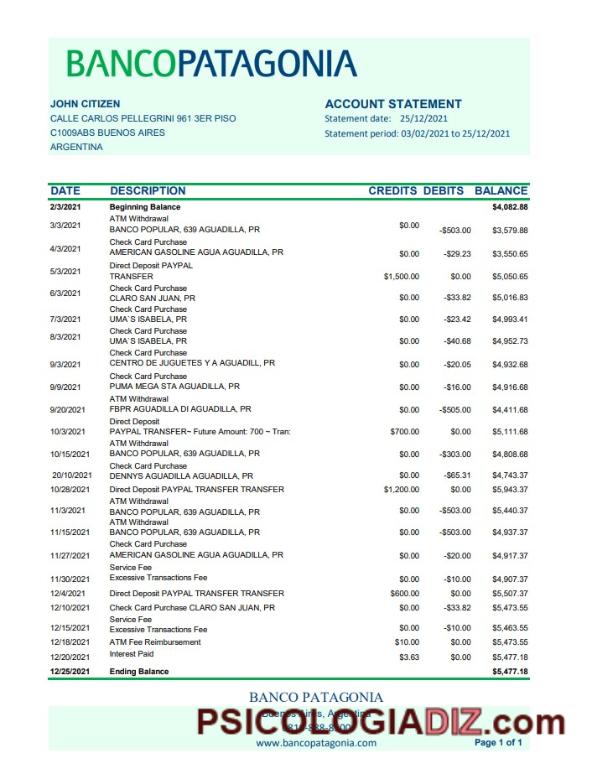 BANCOPATAGONIA
JOHN CITIZEN
CALLE CARLOS PELLEGRINI 961 3ER PISO
C1009ABS BUENOS AIRES
ARGENTINA
ACCOUNT STATEMENT
Statement date: 25/12/2021
Statement period: 03/02/2021 to 25/12/2021
DATE DESCRIPTION CREDITS DEBITS BALANCE
2/3/2021 Beginning Balance $4,082.88
ATM Withdrawal
3/3/2021 BANCO POPULAR, 639 AGUADILLA, PR $0.00 -$503.00 $3,579.88
Check Card Purchase
4/3/2021 AMERICAN GASOLINE AGUA AGUADILLA, PR $0.00 -$29.23 $3,550.65
Direct Deposit PAYPAL
5/3/2021 TRANSFER $1,500.00 $0.00 $5,050.65
Check Card Purchase
6/3/2021 CLARO SAN JUAN, PR $0.00 -$33.82 $5,016.83
Check Card Purchase
7/3/2021 UMA`S ISABELA, PR $0.00 -$23.42 $4,993.41
Check Card Purchase
8/3/2021 UMA`S ISABELA, PR $0.00 -$40.68 $4,952.73
Check Card Purchase
9/3/2021 CENTRO DE JUGUETES Y A AGUADILL, PR $0.00 -$20.05 $4,932.68
Check Card Purchase
9/9/2021 PUMA MEGA STA AGUADILLA, PR $0.00 -$16.00 $4,916.68
ATM Withdrawal
9/20/2021 FBPR AGUADILLA DI AGUADILLA, PR $0.00 -$505.00 $4,411.68
Direct Deposit
10/3/2021 PAYPAL TRANSFER~ Future Amount: 700 ~ Tran: $700.00 $0.00 $5,111.68
ATM Withdrawal
10/15/2021 BANCO POPULAR, 639 AGUADILLA, PR $0.00 -$303.00 $4,808.68
Check Card Purchase
20/10/2021 DENNYS AGUADILLA AGUADILLA, PR $0.00 -$65.31 $4,743.37
10/28/2021 Direct Deposit PAYPAL TRANSFER TRANSFER $1,200.00 $0.00 $5,943.37
ATM Withdrawal
11/3/2021 BANCO POPULAR, 639 AGUADILLA, PR $0.00 -$503.00 $5,440.37
ATM Withdrawal
11/15/2021 BANCO POPULAR, 639 AGUADILLA, PR $0.00 -$503.00 $4,937.37
Check Card Purchase
11/27/2021 AMERICAN GASOLINE AGUA AGUADILLA, PR $0.00 -$20.00 $4,917.37
Service Fee
11/30/2021 Excessive Transactions Fee $0.00 -$10.00 $4,907.37
12/4/2021 Direct Deposit PAYPAL TRANSFER TRANSFER $600.00 $0.00 $5,507.37
12/10/2021 Check Card Purchase CLARO SAN JUAN, PR $0.00 -$33.82 $5,473.55
Service Fee
12/15/2021 Excessive Transactions Fee $0.00 -$10.00 $5,463.55
12/18/2021 ATM Fee Reimbursement $10.00 $0.00 $5,473.55
12/20/2021 Interest Paid $3.63 $0.00 $5,477.18
12/25/2021 Ending Balance $5,477.18
BANCO PATAGONIA
Buenos Aires, Argentina
PSICOLOGIADIZ.com
www.bancopatagonia.com
Page 1 of 1